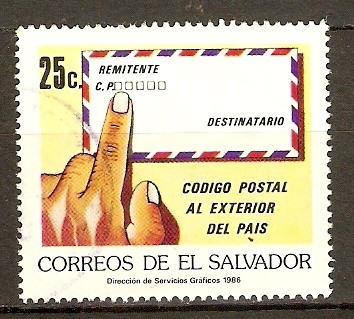 25c.
REMITENTE
C.P.□□□□□
DESTINATARIO
CODIGO POSTAL
AL EXTERIOR
DEL PAIS
CORREOS DE EL SALVADOR
Dirección de Servicios Gráficos 1986